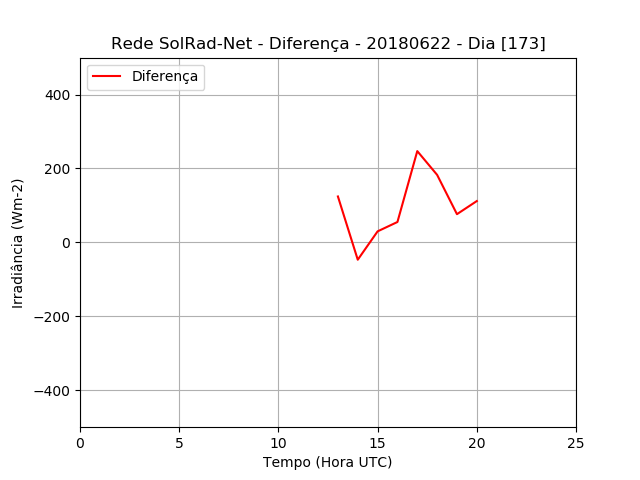 Rede SolRad-Net - Diferença - 20180622 - Dia [173]
Diferença
400
200
0
−200
−400
Irradiância (Wm-2)
0 5 10 15 20 25
Tempo (Hora UTC)